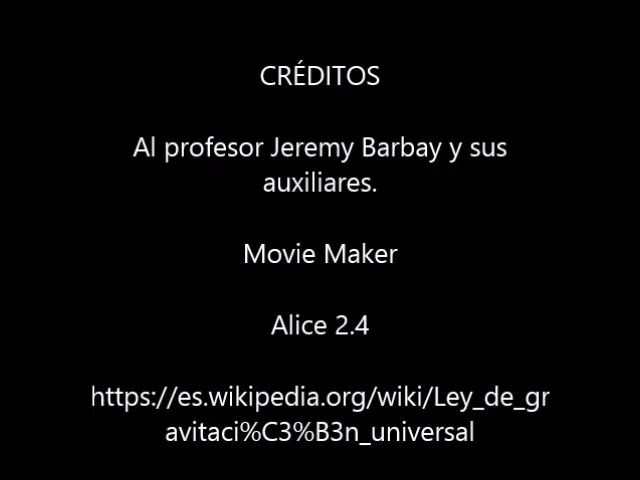 CRÉDITOS
Al profesor Jeremy Barbay y sus
auxiliares.
Movie Maker
Alice 2.4
https://es.wikipedia.org/wiki/Ley_de_gr
avitaci%C3%B3n_universal